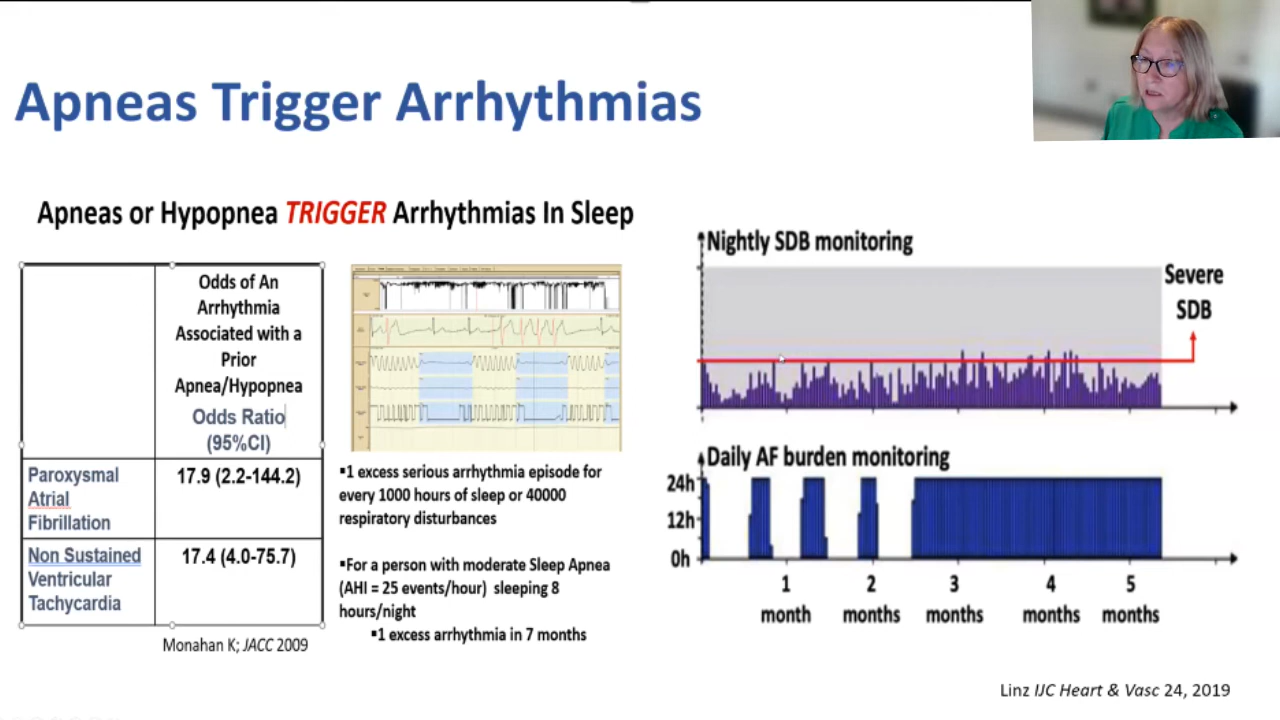 Apneas Trigger Arrhythmias
Apneas or Hypopnea TRIGGER Arrhythmias In Sleep
Odds of An
Arrhythmia
Associated with a
Prior
Apnea/Hypopnea
Odds Ratio
(95%CI)
Paroxysmal
Atrial
Fibrillation
17.9 (2.2-144.2)
Non Sustained
Ventricular
Tachycardia
17.4 (4.0-75.7)
Monahan K; JACC 2009
▪1 excess serious arrhythmia episode for
every 1000 hours of sleep or 40000
respiratory disturbances
▪For a person with moderate Sleep Apnea
(AHI = 25 events/hour) sleeping 8
hours/night
▪1 excess arrhythmia in 7 months
Nightly SDB monitoring
Severe
SDB
Daily AF burden monitoring
24h
12h
0h
1 2 3 4 5
month months months months months
Linz IJC Heart & Vasc 24, 2019